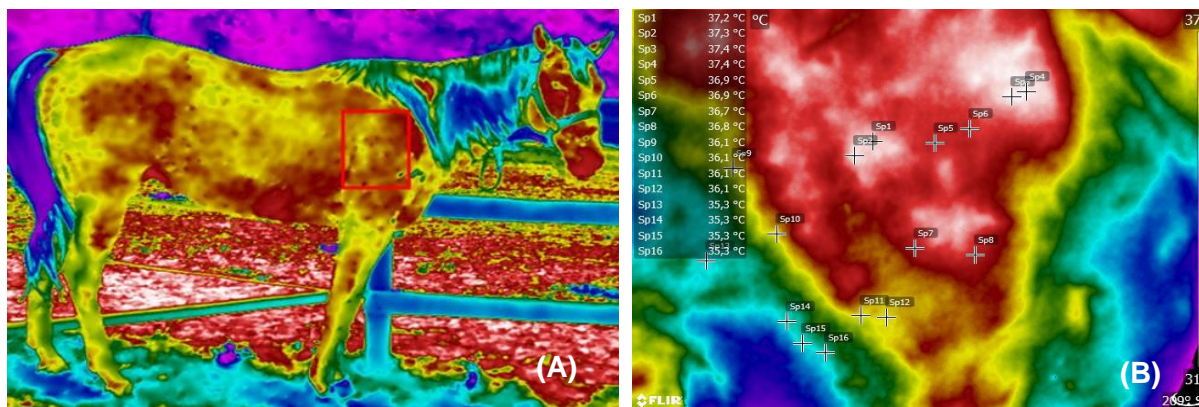 Sp1 37,2 °C °C 37
Sp2 37,3 °C
Sp3 37,4 °C
Sp4 37,4 °C
Sp5 36,9 °C
Sp6 36,9 °C
Sp7 36,7 °C
Sp8 36,8 °C
Sp9 36,1 °C
Sp10 36,1 °C
Sp11 36,1 °C
Sp12 36,1 °C
Sp13 35,3 °C
Sp14 35,3 °C
Sp15 35,3 °C
Sp16 35,3 °C
Sp4
Sp6
Sp1
Sp5
Sp2
Sp10
Sp7
Sp8
Sp11 Sp12
Sp14
Sp15
Sp16
31
(A)
(B)
FLIR